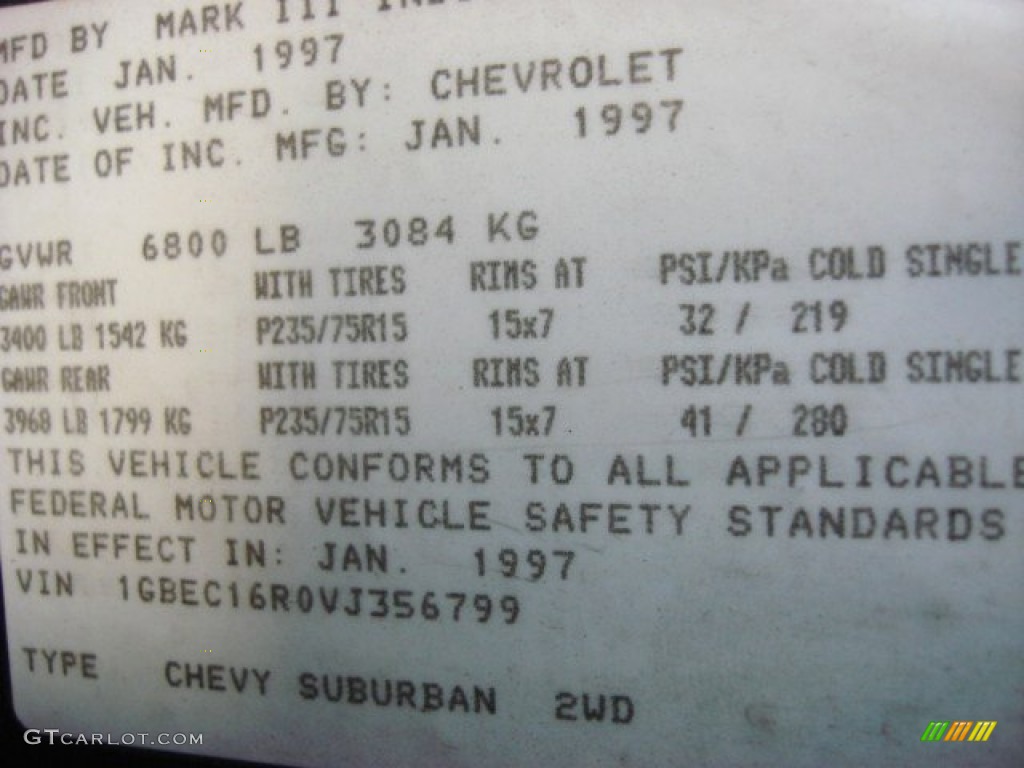 MFD BY MARK III
DATE JAN. 1997
INC. VEH. MFD. BY: CHEVROLET
DATE OF INC. MFG: JAN. 1997
GVWR 6800 LB 3084 KG
GAWR FRONT WITH TIRES RIMS AT PSI/KPa COLD SINGLE
3400 LB 1542 KG P235/75R15 15x7 32 / 219
GAWR REAR WITH TIRES RIMS AT PSI/KPa COLD SINGLE
3968 LB 1799 KG P235/75R15 15x7 41 / 280
THIS VEHICLE CONFORMS TO ALL APPLICABLE
FEDERAL MOTOR VEHICLE SAFETY STANDARDS
IN EFFECT IN: JAN. 1997
VIN 1GBEC16R0VJ356799
TYPE CHEVY SUBURBAN 2WD
GTCARLOT.COM